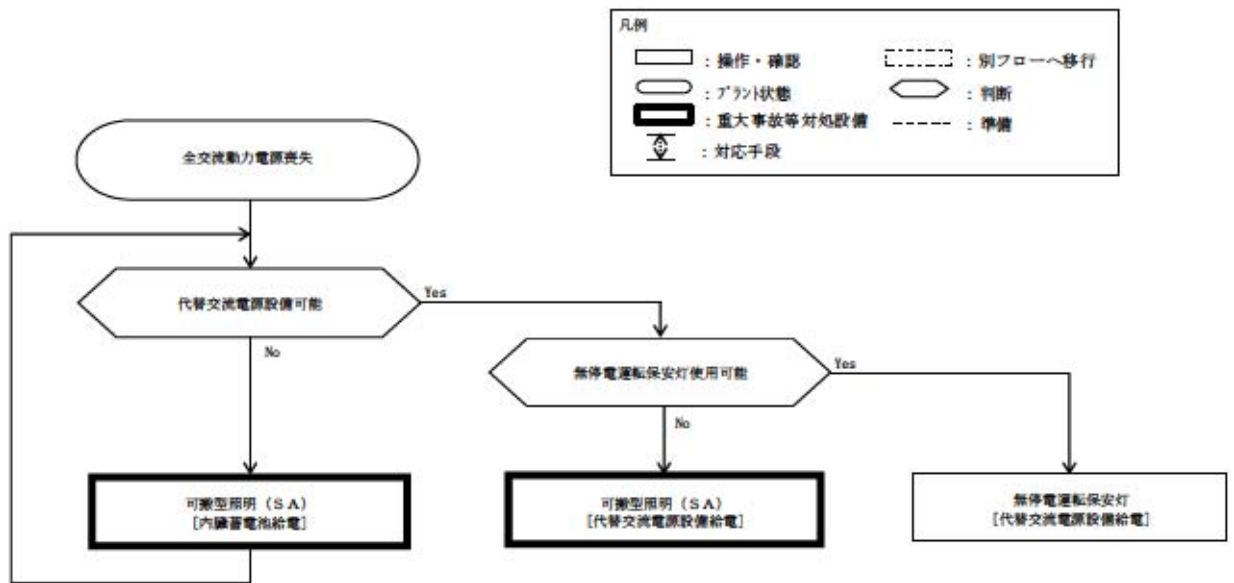 凡例
：操作・確認
：別フローへ移行
：プラント状態
：判断
：重大事故等対処設備
：準備
：対応手段
全交流動力電源喪失
代替交流電源設備可能
Yes
No
無停電運転保安灯使用可能
Yes
No
可搬型照明（ＳＡ）
［内臓蓄電池給電］
可搬型照明（ＳＡ）
［代替交流電源設備給電］
無停電運転保安灯
［代替交流電源設備給電］